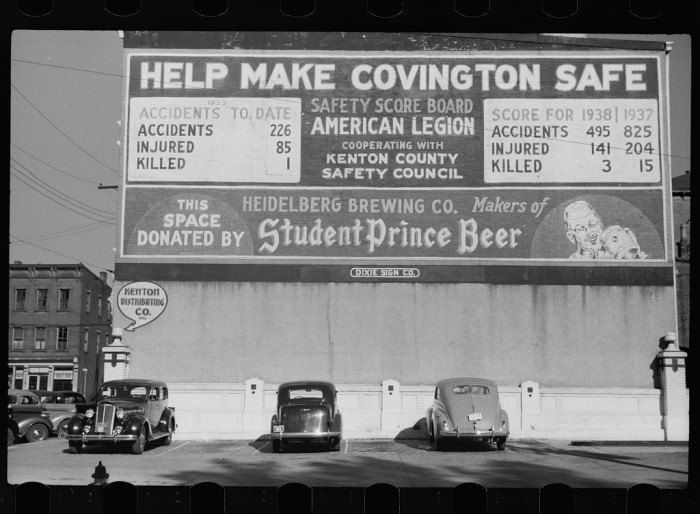 HELP MAKE COVINGTON SAFE
1939
ACCIDENTS TO DATE
ACCIDENTS 226
INJURED 85
KILLED 1
SAFETY SCORE BOARD
AMERICAN LEGION
COOPERATING WITH
KENTON COUNTY
SAFETY COUNCIL
SCORE FOR 1938 | 1937
ACCIDENTS 495 825
INJURED 141 204
KILLED 3 15
THIS
SPACE
DONATED BY
HEIDELBERG BREWING CO. Makers of
Student Prince Beer
DIXIE SIGN CO.
KENTON
DISTRIBUTING
CO.